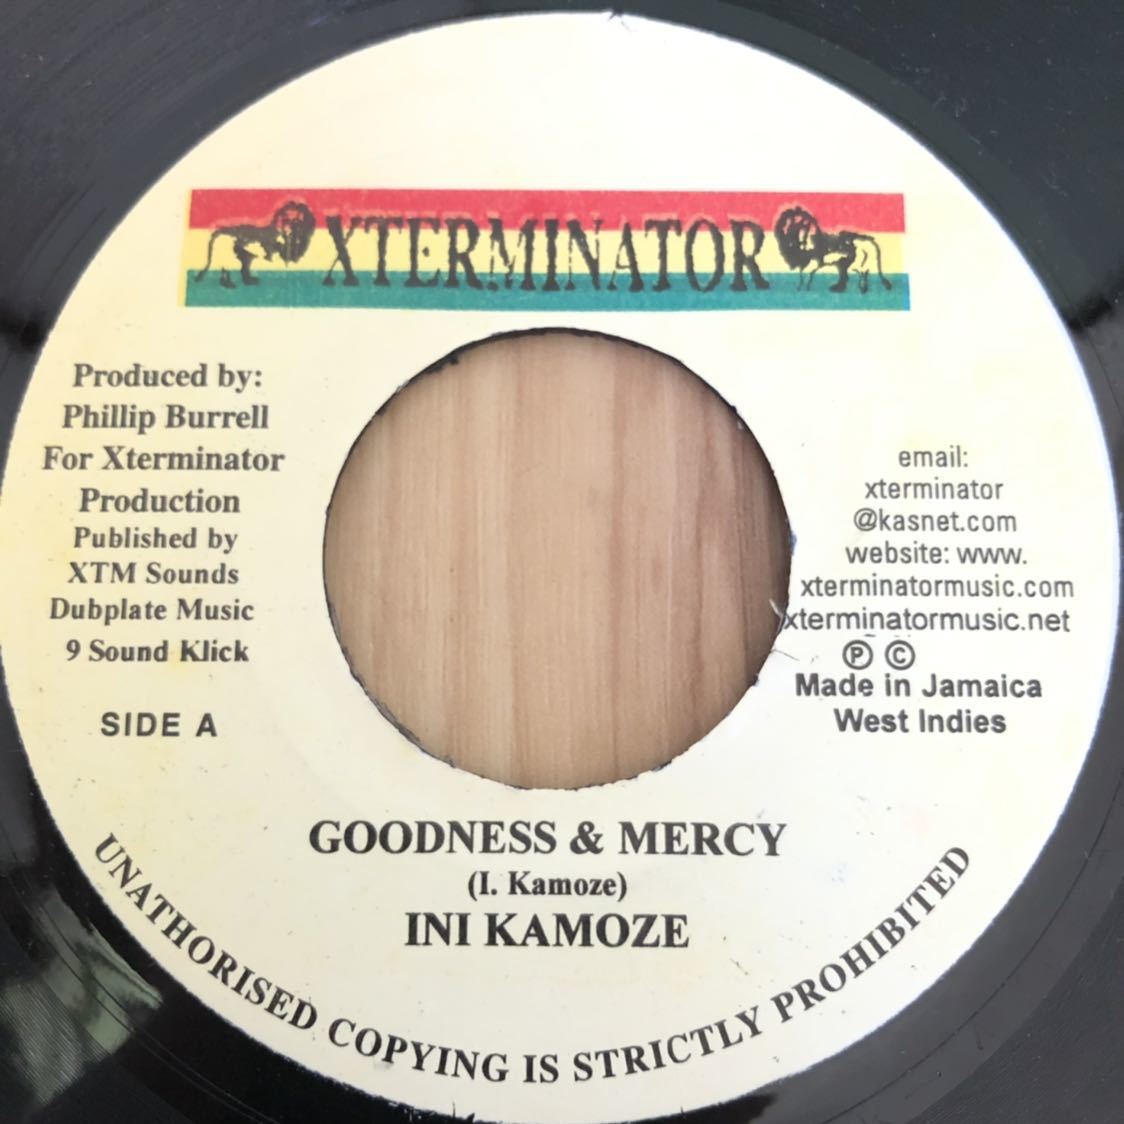 XTERMINATOR
Produced by:
Phillip Burrell
For Xterminator
Production
Published by
XTM Sounds
Dubplate Music
9 Sound Klick
SIDE A
email:
xterminator
@kasnet.com
website: www.
xterminatormusic.com
xterminatormusic.net
Ⓟ ©
Made in Jamaica
West Indies
GOODNESS & MERCY
(I. Kamoze)
INI KAMOZE
UNATHORISED COPYING IS STRICTLY PROHIBITED